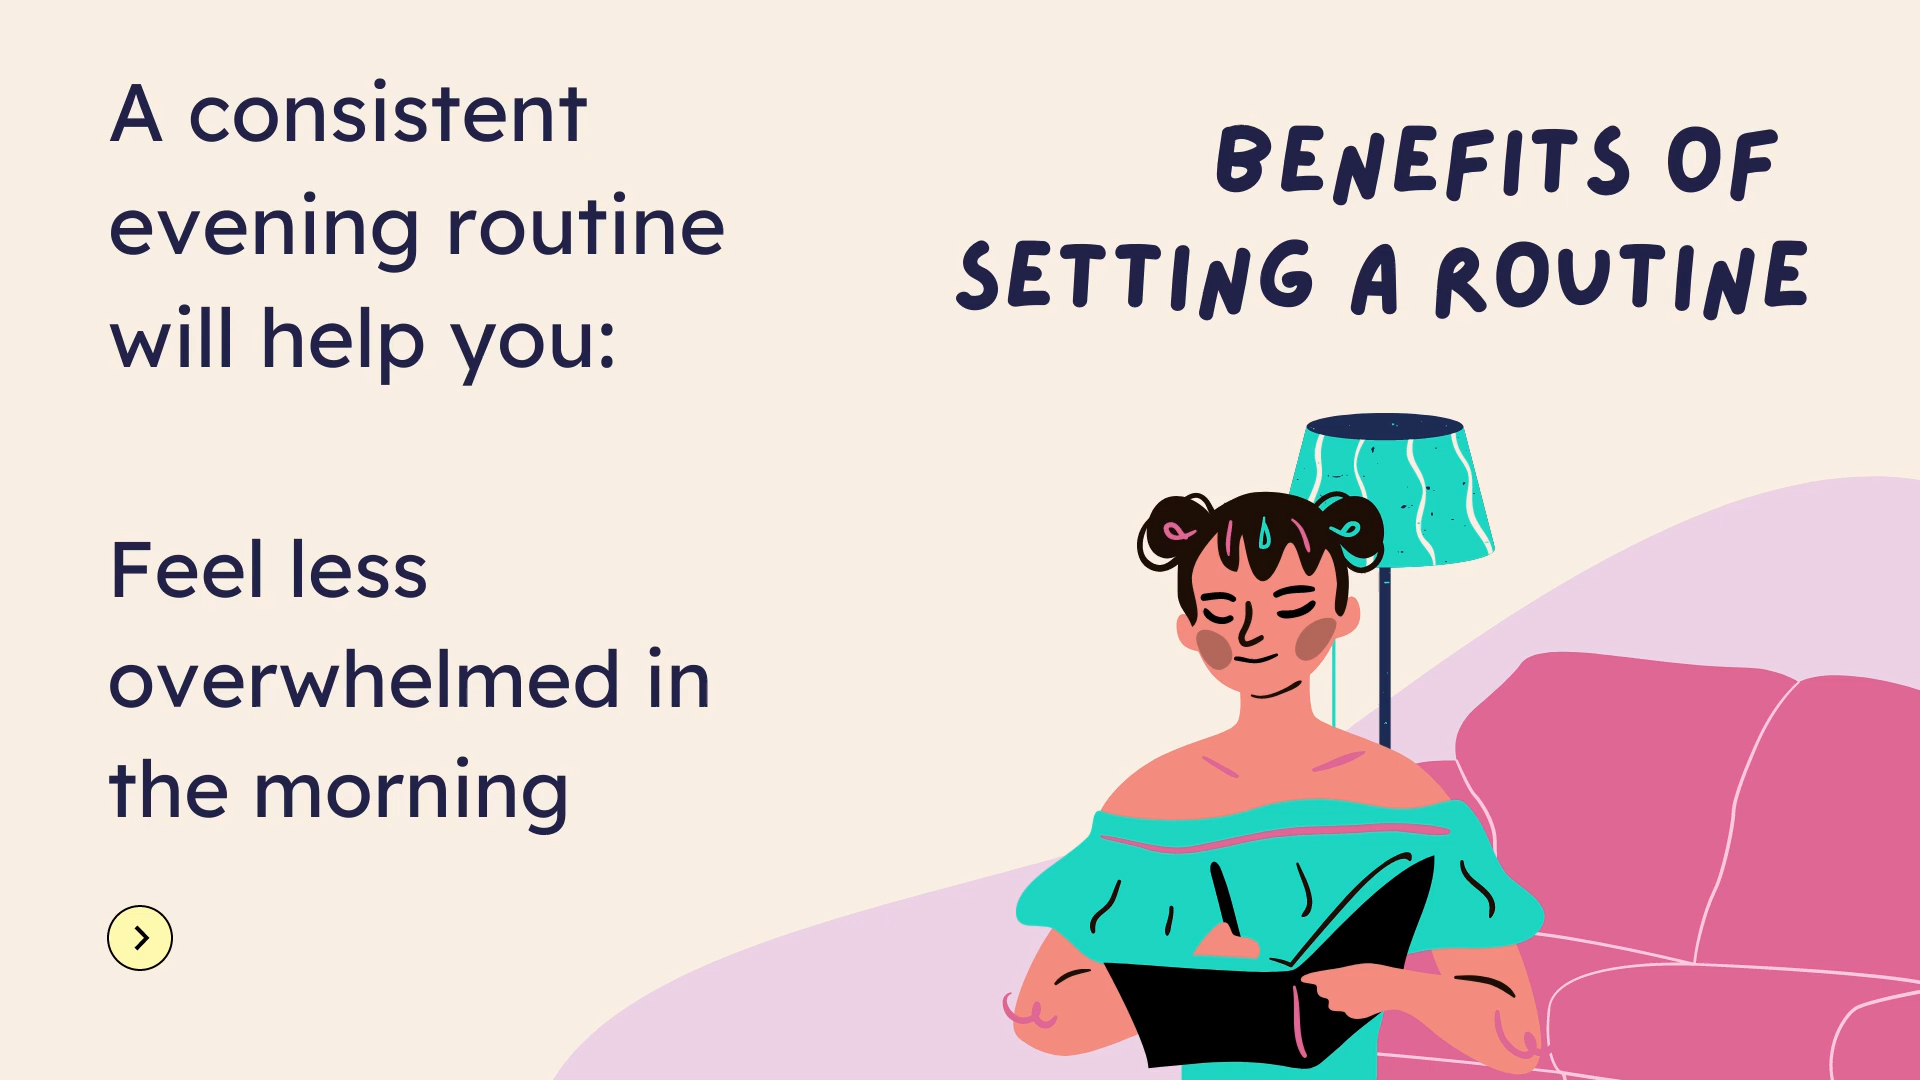 BENEFITS OF
SETTING A ROUTINE
A consistent
evening routine
will help you:
Feel less
overwhelmed in
the morning